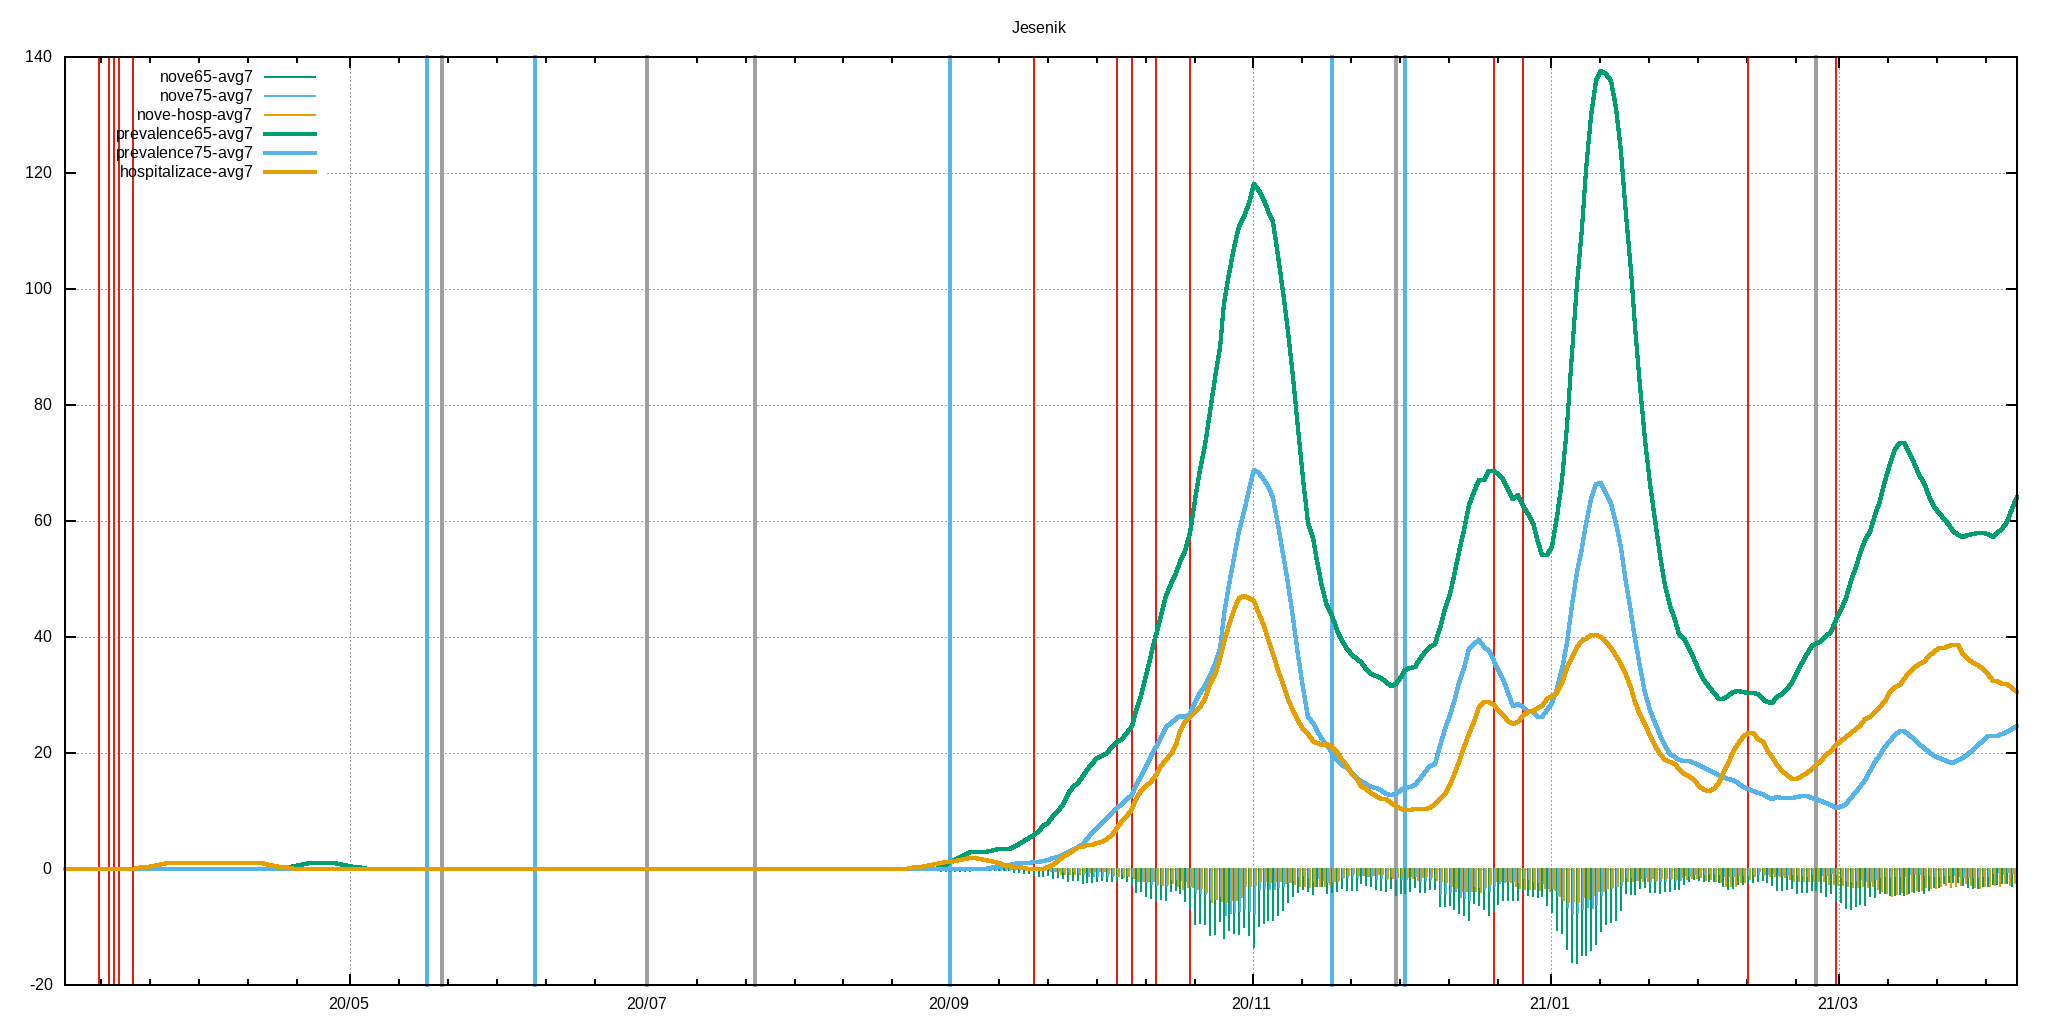 Jesenik
140
120
100
80
60
40
20
0
-20
nove65-avg7
nove75-avg7
nove-hosp-avg7
prevalence65-avg7
prevalence75-avg7
hospitalizace-avg7
20/05 20/07 20/09 20/11 21/01 21/03